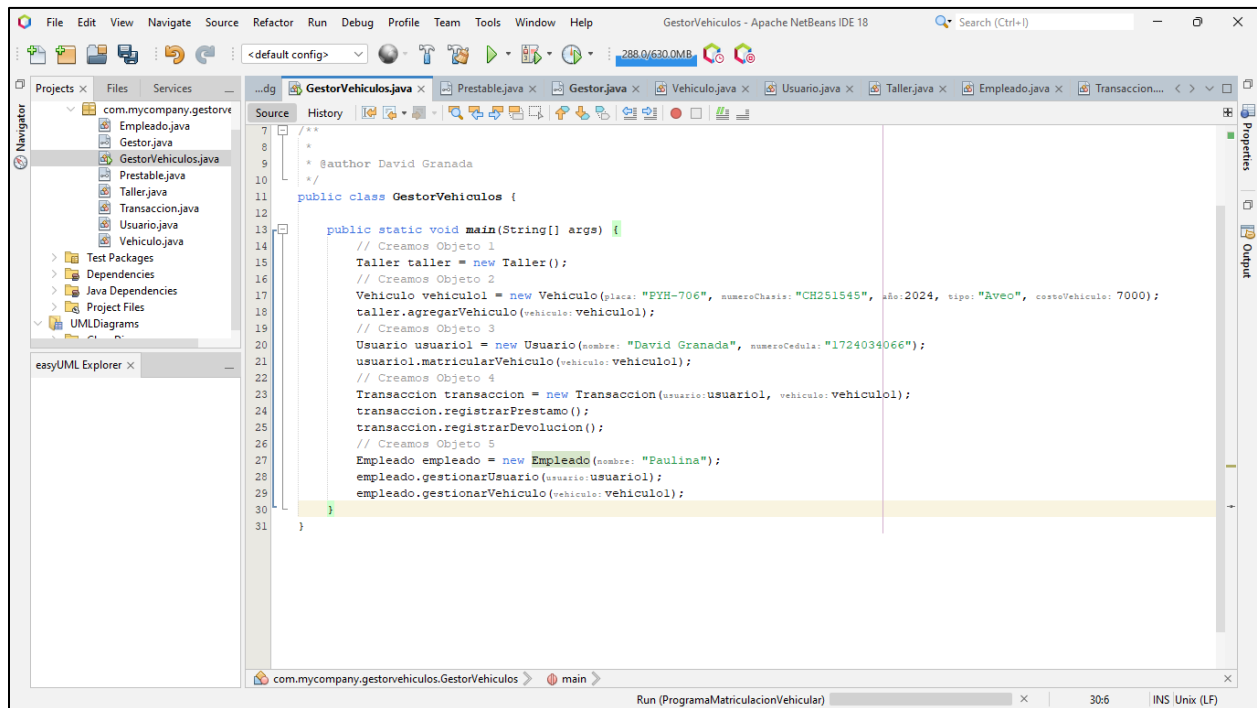 File Edit View Navigate Source Refactor Run Debug Profile Team Tools Window Help GestorVehiculos - Apache NetBeans IDE 18 Search (Ctrl+I)
<default config> 288.0/630.0MB
Projects Files Services
...dg GestorVehiculos.java Prestable.java Gestor.java Vehiculo.java Usuario.java Taller.java Empleado.java Transaccion....
Navigator
com.mycompany.gestorve
Empleado.java
Gestor.java
GestorVehiculos.java
Prestable.java
Taller.java
Transaccion.java
Usuario.java
Vehiculo.java
Test Packages
Dependencies
Java Dependencies
Project Files
UMLDiagrams
easyUML Explorer
Source History
7 /**
8 *
9 * @author David Granada
10 */
11 public class GestorVehiculos {
12
13 public static void main(String[] args) {
14 // Creamos Objeto 1
15 Taller taller = new Taller();
16 // Creamos Objeto 2
17 Vehiculo vehiculo1 = new Vehiculo(placa: "PYH-706", numeroChasis: "CH251545", año: 2024, tipo: "Aveo", costoVehiculo: 7000);
18 taller.agregarVehiculo(vehiculo: vehiculo1);
19 // Creamos Objeto 3
20 Usuario usuario1 = new Usuario(nombre: "David Granada", numeroCedula: "1724034066");
21 usuario1.matricularVehiculo(vehiculo: vehiculo1);
22 // Creamos Objeto 4
23 Transaccion transaccion = new Transaccion(usuario: usuario1, vehiculo: vehiculo1);
24 transaccion.registrarPrestamo();
25 transaccion.registrarDevolucion();
26 // Creamos Objeto 5
27 Empleado empleado = new Empleado(nombre: "Paulina");
28 empleado.gestionarUsuario(usuario: usuario1);
29 empleado.gestionarVehiculo(vehiculo: vehiculo1);
30 }
31 }
Properties
Output
com.mycompany.gestorvehiculos.GestorVehiculos main
Run (ProgramaMatriculacionVehicular) 30:6 INS Unix (LF)